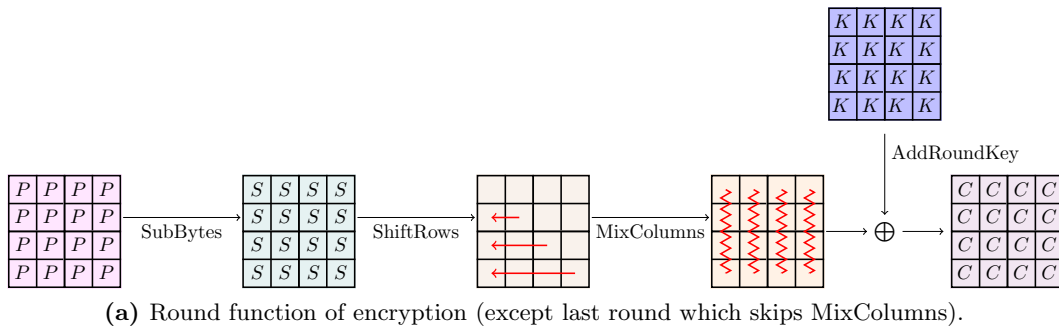 K K K K
K K K K
K K K K
K K K K
AddRoundKey
P P P P
P P P P
P P P P
P P P P
SubBytes
S S S S
S S S S
S S S S
S S S S
ShiftRows
MixColumns
⊕
C C C C
C C C C
C C C C
C C C C
(a) Round function of encryption (except last round which skips MixColumns).